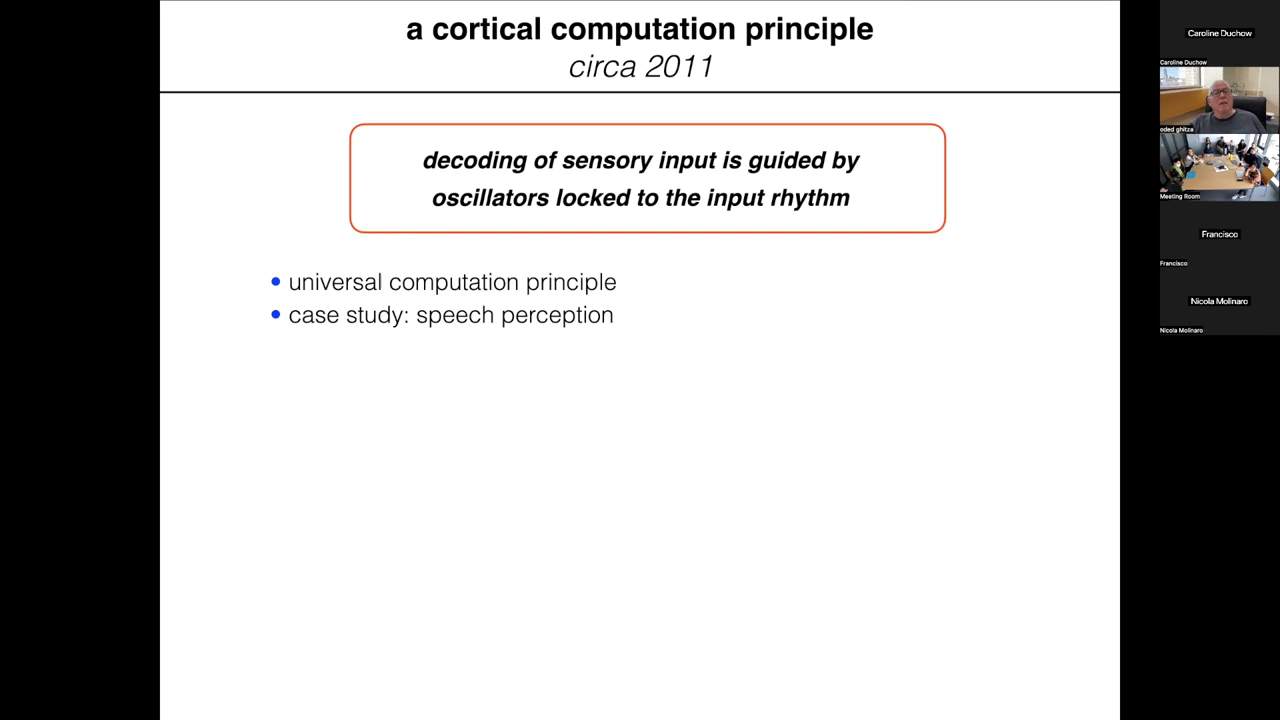 a cortical computation principle
circa 2011
decoding of sensory input is guided by
oscillators locked to the input rhythm
• universal computation principle
• case study: speech perception
Caroline Duchow
Caroline Duchow
oded ghitza
Meeting Room
Francisco
Francisco
Nicola Molinaro
Nicola Molinaro